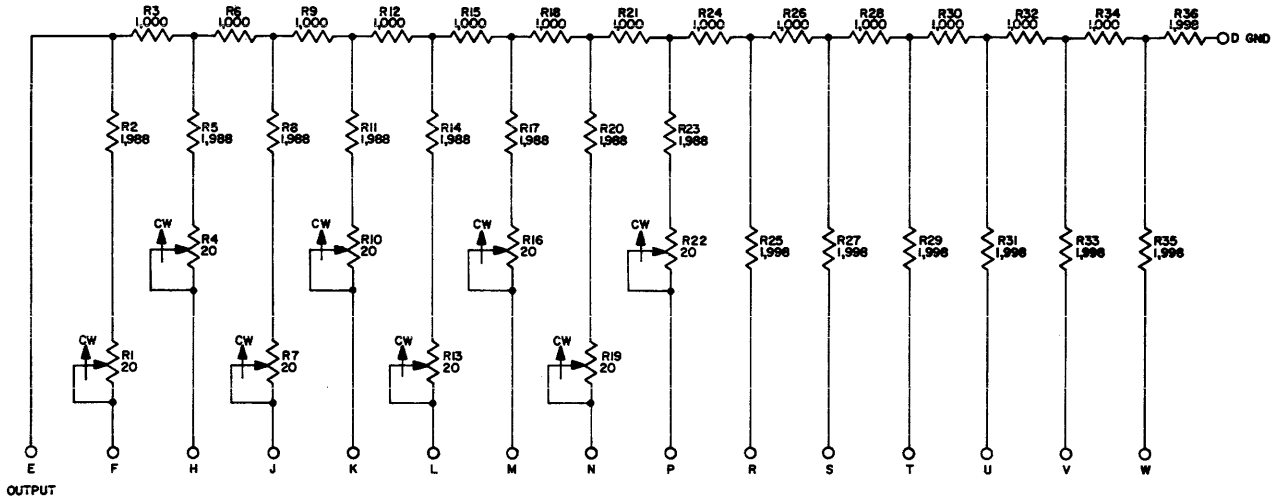 R3
1,000
R6
1,000
R9
1,000
R12
1,000
R15
1,000
R18
1,000
R21
1,000
R24
1,000
R26
1,000
R28
1,000
R30
1,000
R32
1,000
R34
1,000
R36
1,998
D GND
R2
1,988
R5
1,988
R8
1,988
R11
1,988
R14
1,988
R17
1,988
R20
1,988
R23
1,988
CW
R4
20
CW
R10
20
CW
R16
20
CW
R22
20
R25
1,998
R27
1,998
R29
1,998
R31
1,998
R33
1,998
R35
1,998
CW
R1
20
CW
R7
20
CW
R13
20
CW
R19
20
E
F
H
J
K
L
M
N
P
R
S
T
U
V
W
OUTPUT